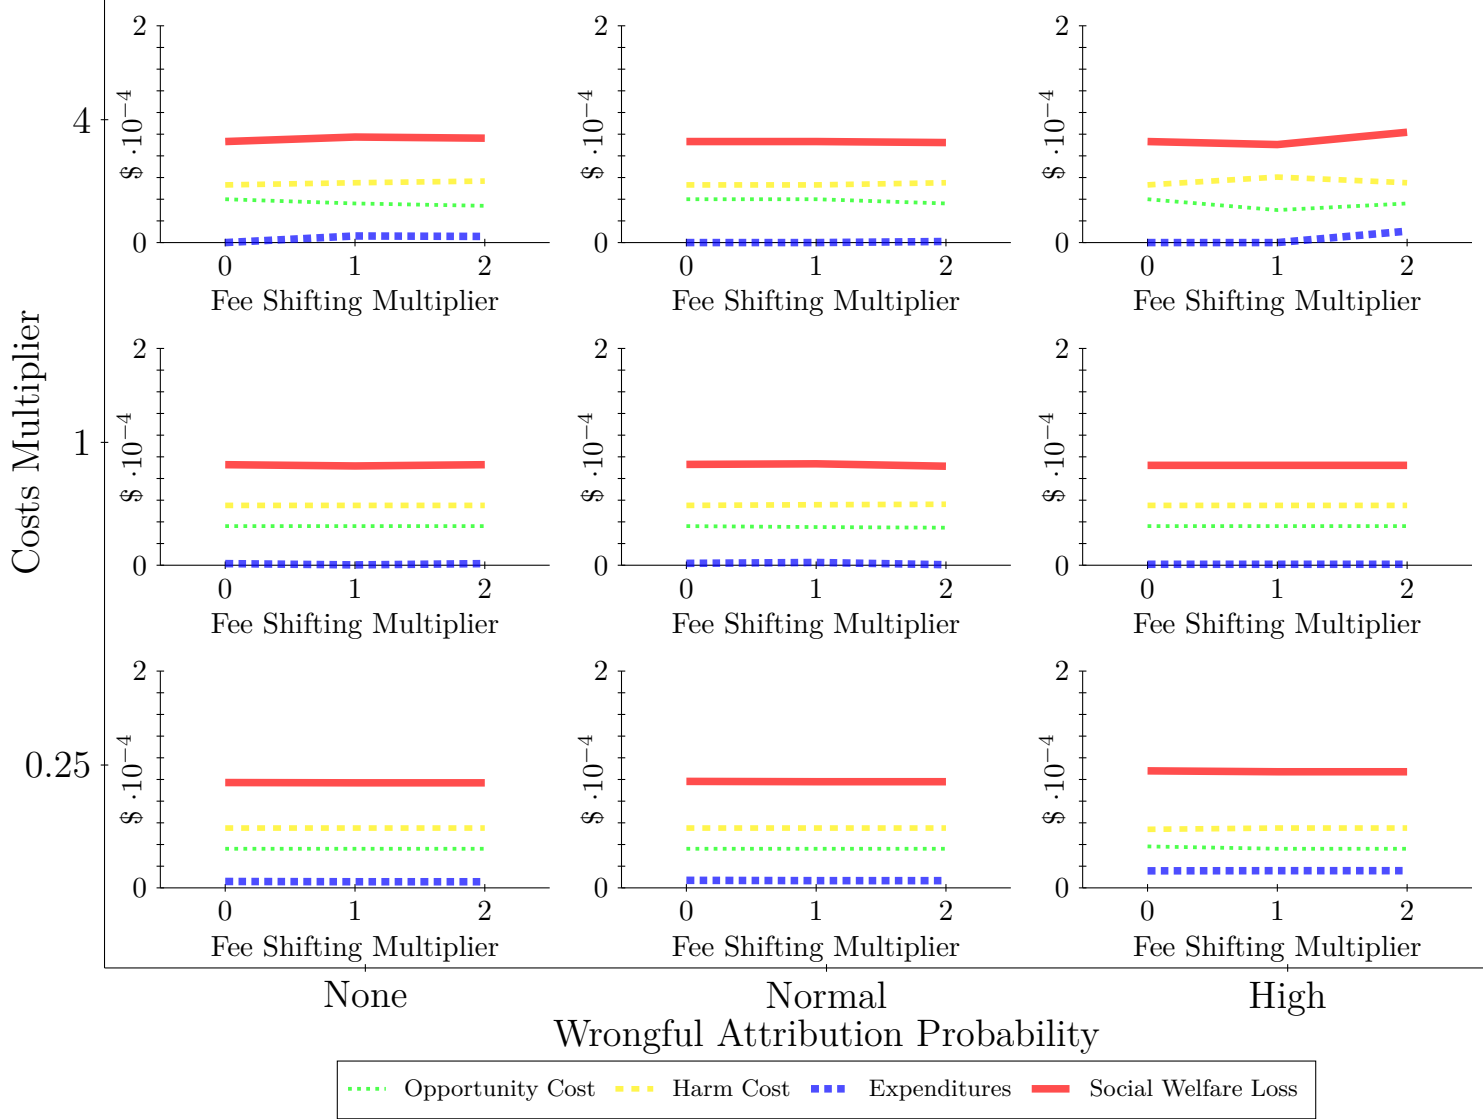 Costs Multiplier
4
2
$ ·10⁻⁴
0
0 1 2
Fee Shifting Multiplier
2
$ ·10⁻⁴
0
0 1 2
Fee Shifting Multiplier
2
$ ·10⁻⁴
0
0 1 2
Fee Shifting Multiplier
1
2
$ ·10⁻⁴
0
0 1 2
Fee Shifting Multiplier
2
$ ·10⁻⁴
0
0 1 2
Fee Shifting Multiplier
2
$ ·10⁻⁴
0
0 1 2
Fee Shifting Multiplier
0.25
2
$ ·10⁻⁴
0
0 1 2
Fee Shifting Multiplier
2
$ ·10⁻⁴
0
0 1 2
Fee Shifting Multiplier
2
$ ·10⁻⁴
0
0 1 2
Fee Shifting Multiplier
None Normal High
Wrongful Attribution Probability
Opportunity Cost Harm Cost Expenditures Social Welfare Loss